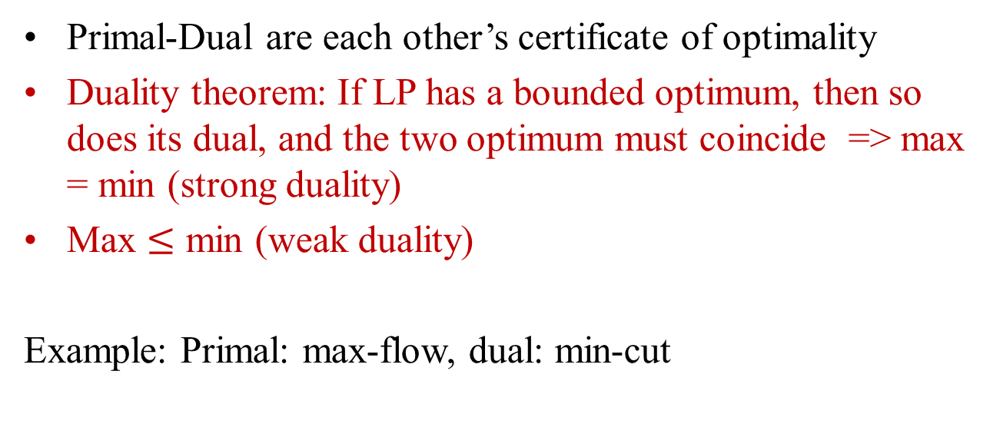 • Primal-Dual are each other’s certificate of optimality
• Duality theorem: If LP has a bounded optimum, then so
does its dual, and the two optimum must coincide => max
= min (strong duality)
• Max ≤ min (weak duality)
Example: Primal: max-flow, dual: min-cut